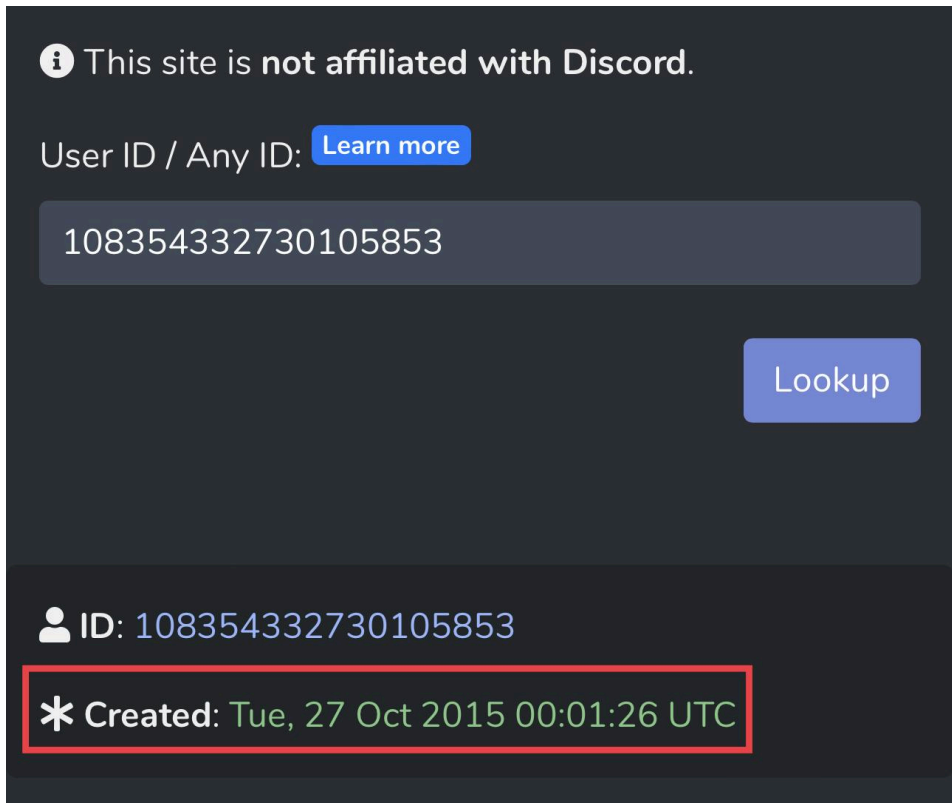 This site is not affiliated with Discord.
User ID / Any ID: Learn more
108354332730105853
Lookup
ID: 108354332730105853
Created: Tue, 27 Oct 2015 00:01:26 UTC